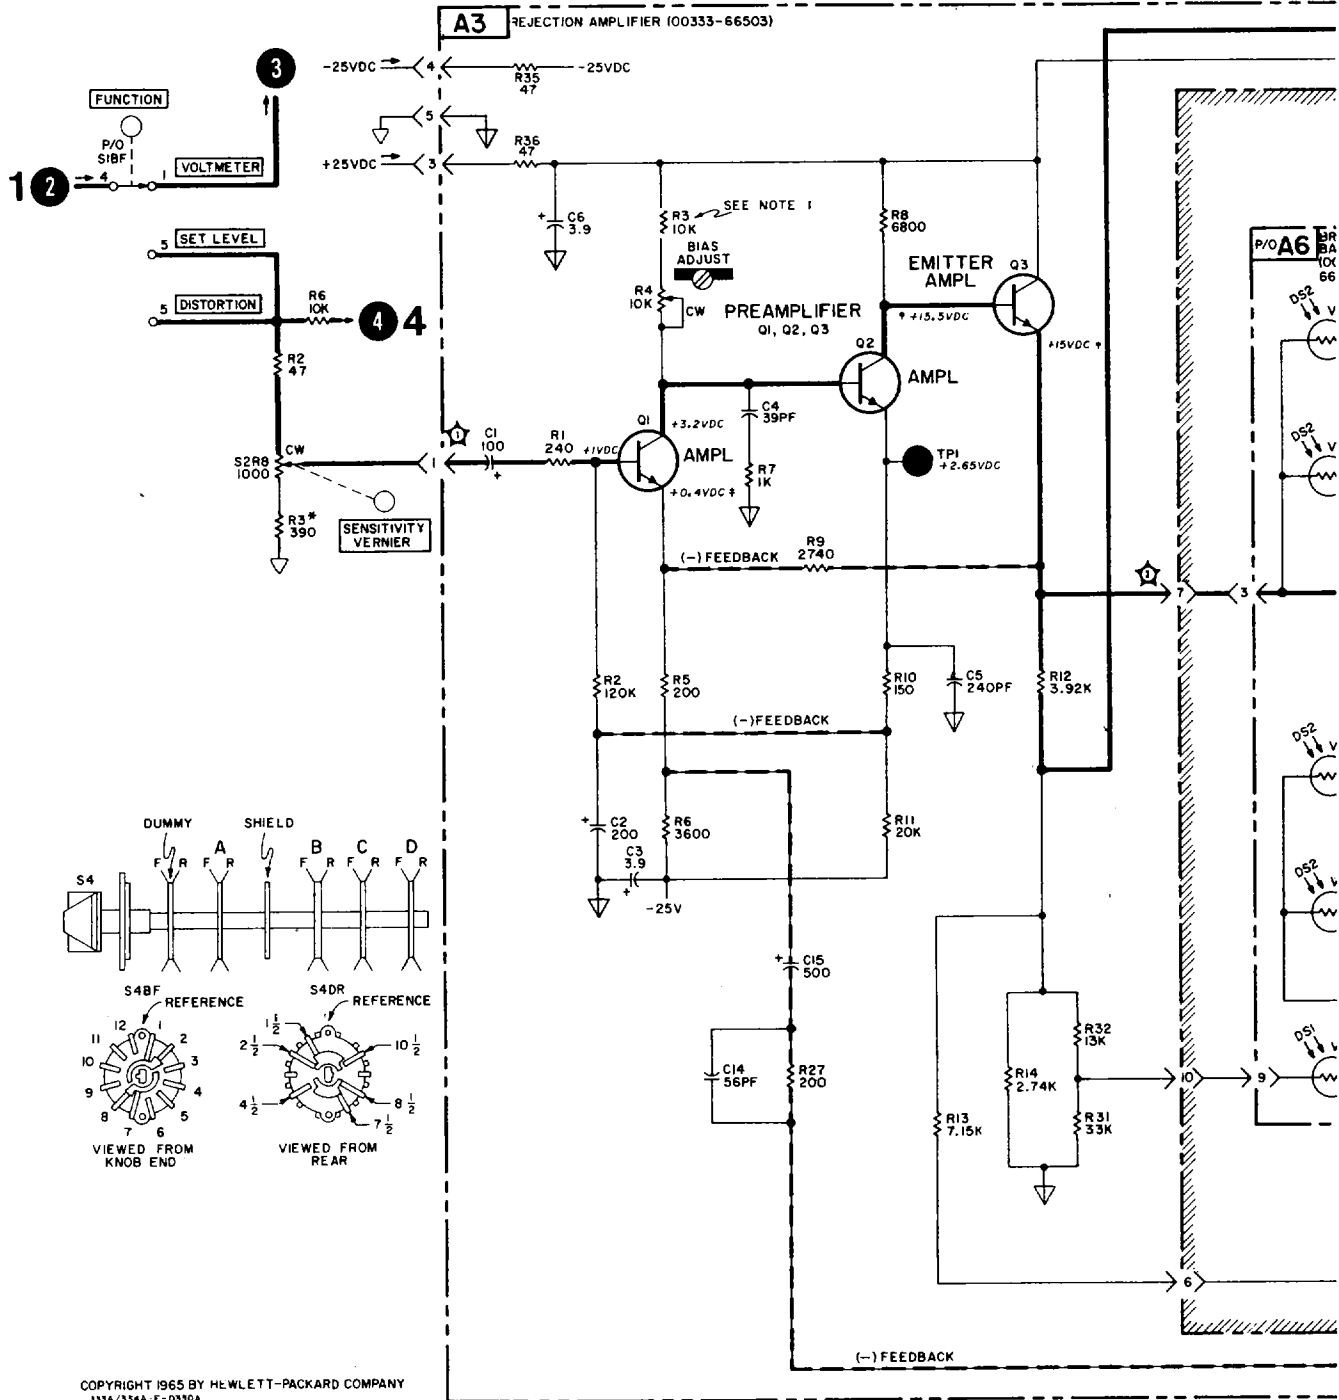 A3
REJECTION AMPLIFIER (00333-66503)
3
-25VDC
4
R35
47
-25VDC
FUNCTION
P/O
S1BF
5
R36
47
+25VDC
3
1
2
4
1
VOLTMETER
SEE NOTE 1
+
C6
3.9
R3
10K
R8
6800
BIAS
ADJUST
P/O A6
5
SET LEVEL
EMITTER
AMPL
Q3
DS2
R4
10K
CW
5
DISTORTION
R6
10K
4
4
PREAMPLIFIER
Q1, Q2, Q3
+15.5VDC
+15VDC
Q2
R2
47
AMPL
C4
39PF
Q1
+3.2VDC
DS2
CW
1
C1
100
+
R1
240
+1VDC
AMPL
TP1
+2.65VDC
S2R8
1000
1
R7
1K
+0.4VDC
R3*
390
SENSITIVITY
VERNIER
(-) FEEDBACK
R9
2740
7
3
R2
120K
R5
200
R10
150
C5
240PF
R12
3.92K
(-) FEEDBACK
DS2
DUMMY
SHIELD
+
C2
200
R6
3600
R11
20K
S4
F R
A
F R
B
F R
C
F R
D
F R
C3
3.9
+
-25V
DS2
+
C15
500
S4BF
REFERENCE
S4DR
REFERENCE
12
1
2
3
4
5
6
7
8
9
10
11
1 1/2
2 1/2
4 1/2
7 1/2
8 1/2
10 1/2
VIEWED FROM
KNOB END
VIEWED FROM
REAR
R32
13K
DS1
C14
56PF
R27
200
R14
2.74K
10
9
R13
7.15K
R31
33K
6
(-) FEEDBACK
COPYRIGHT 1965 BY HEWLETT-PACKARD COMPANY